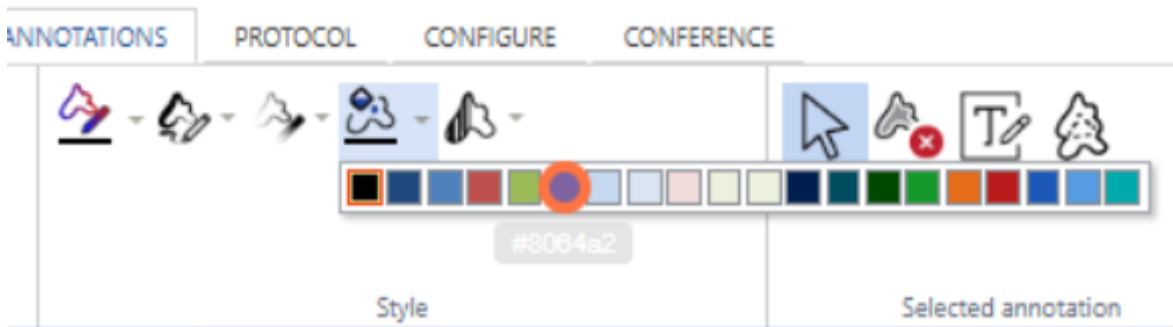 ANNOTATIONS PROTOCOL CONFIGURE CONFERENCE
T
#8064a2
Style Selected annotation